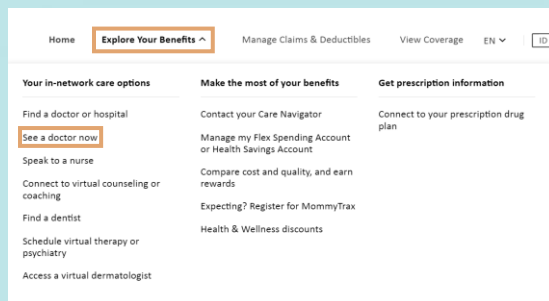 Home Explore Your Benefits Manage Claims & Deductibles View Coverage EN ID
Your in-network care options
Find a doctor or hospital
See a doctor now
Speak to a nurse
Connect to virtual counseling or
coaching
Find a dentist
Schedule virtual therapy or
psychiatry
Access a virtual dermatologist
Make the most of your benefits
Contact your Care Navigator
Manage my Flex Spending Account
or Health Savings Account
Compare cost and quality, and earn
rewards
Expecting? Register for MommyTrax
Health & Wellness discounts
Get prescription information
Connect to your prescription drug
plan